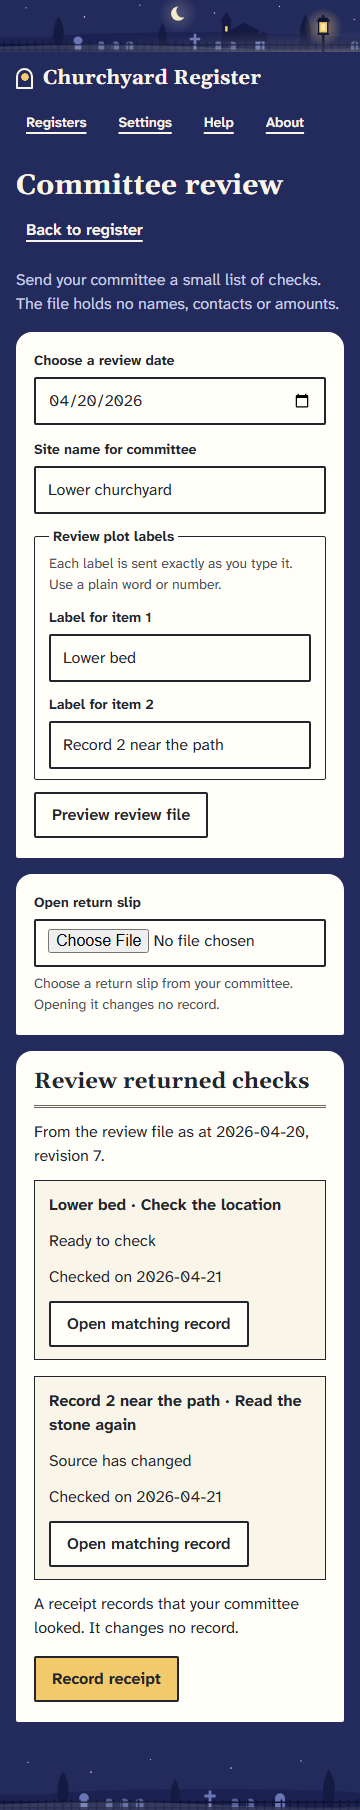 Churchyard Register
Registers Settings Help About
Committee review
Back to register
Send your committee a small list of checks.
The file holds no names, contacts or amounts.
Choose a review date
04/20/2026
Site name for committee
Lower churchyard
Review plot labels
Each label is sent exactly as you type it.
Use a plain word or number.
Label for item 1
Lower bed
Label for item 2
Record 2 near the path
Preview review file
Open return slip
Choose File No file chosen
Choose a return slip from your committee.
Opening it changes no record.
Review returned checks
From the review file as at 2026-04-20,
revision 7.
Lower bed · Check the location
Ready to check
Checked on 2026-04-21
Open matching record
Record 2 near the path · Read the
stone again
Source has changed
Checked on 2026-04-21
Open matching record
A receipt records that your committee
looked. It changes no record.
Record receipt